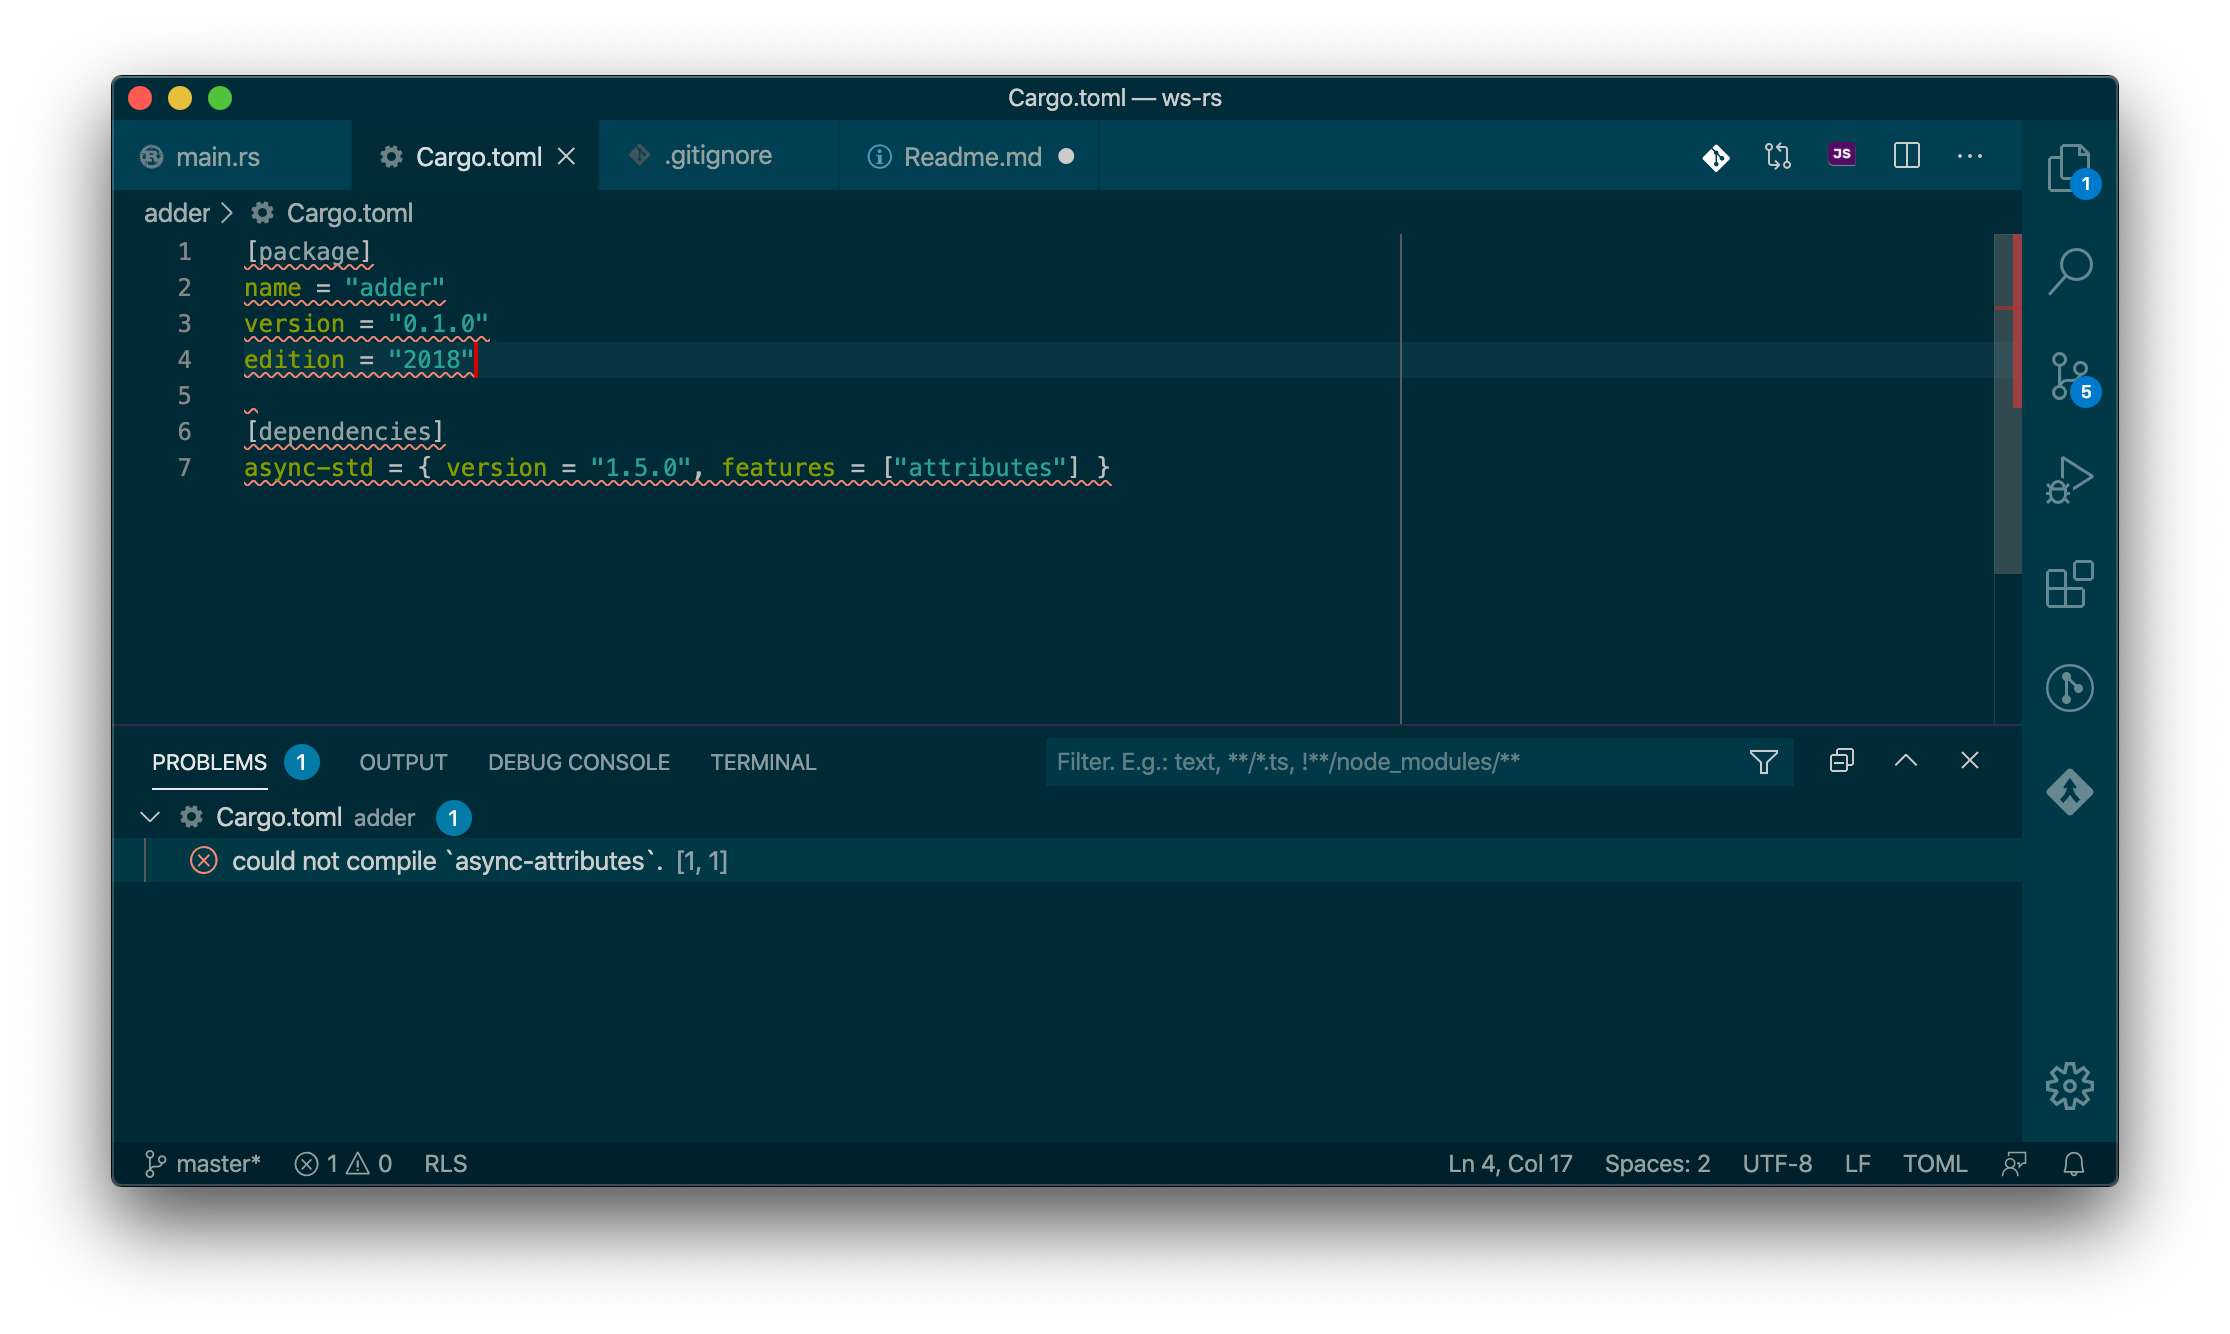 Cargo.toml — ws-rs
main.rs
Cargo.toml
.gitignore
Readme.md
JS
adder > Cargo.toml
1 [package]
2 name = "adder"
3 version = "0.1.0"
4 edition = "2018"
5
6 [dependencies]
7 async-std = { version = "1.5.0", features = ["attributes"] }
1
5
PROBLEMS 1 OUTPUT DEBUG CONSOLE TERMINAL
Filter. E.g.: text, **/*.ts, !**/node_modules/**
Cargo.toml adder 1
could not compile `async-attributes`. [1, 1]
master* 1 0 RLS
Ln 4, Col 17 Spaces: 2 UTF-8 LF TOML